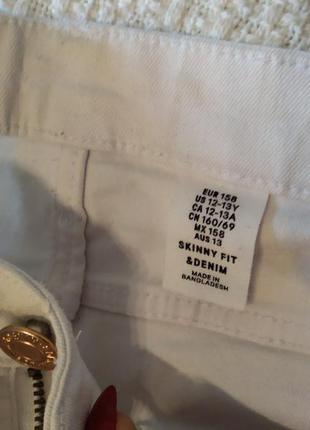 EUR 158
US 12-13Y
CA 12-13A
CN 160/69
MX 158
AUS 13
SKINNY FIT
&DENIM
MADE IN
BANGLADESH